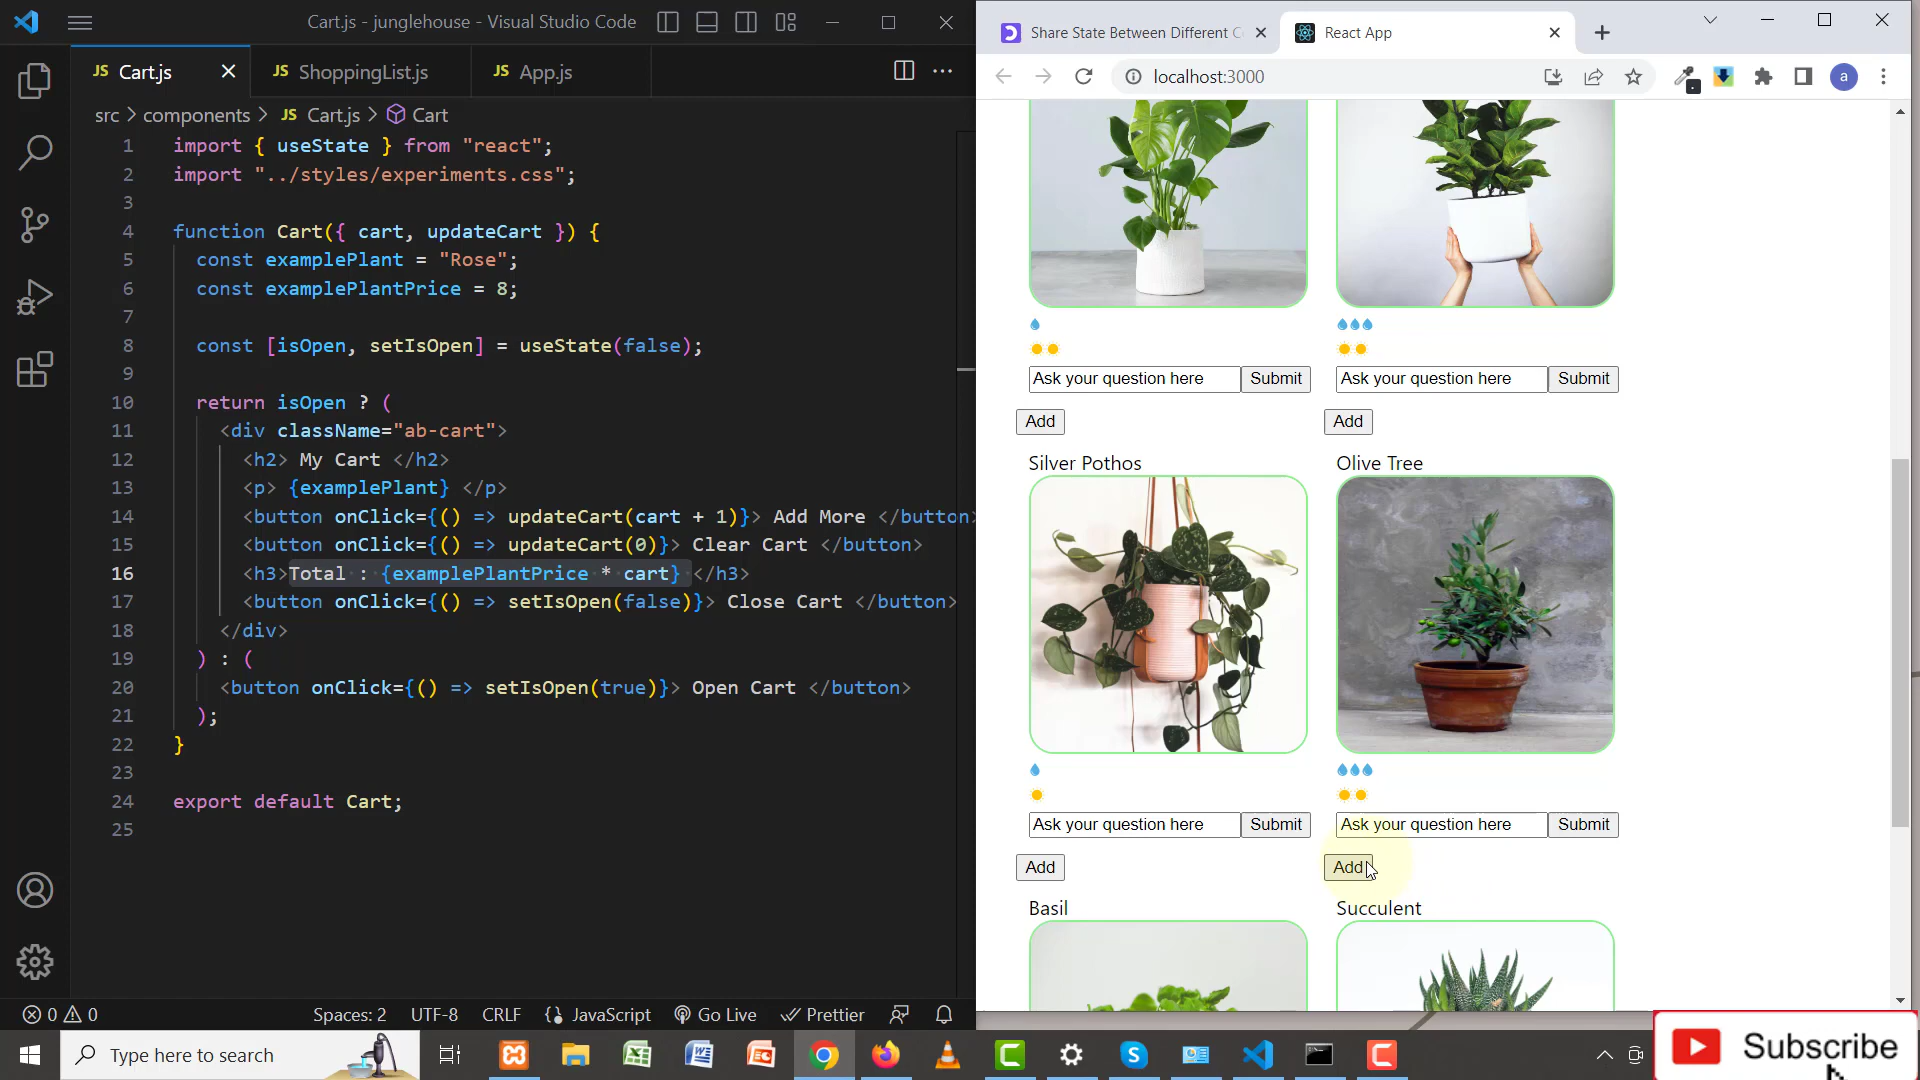 Cart.js - junglehouse - Visual Studio Code
JS Cart.js
JS ShoppingList.js
JS App.js
src > components > JS Cart.js > Cart
1 import { useState } from "react";
2 import "../styles/experiments.css";
3
4 function Cart({ cart, updateCart }) {
5 const examplePlant = "Rose";
6 const examplePlantPrice = 8;
7
8 const [isOpen, setIsOpen] = useState(false);
9
10 return isOpen ? (
11 <div className="ab-cart">
12 <h2> My Cart </h2>
13 <p> {examplePlant} </p>
14 <button onClick={() => updateCart(cart + 1)}> Add More </button>
15 <button onClick={() => updateCart(0)}> Clear Cart </button>
16 <h3>Total : {examplePlantPrice * cart} </h3>
17 <button onClick={() => setIsOpen(false)}> Close Cart </button>
18 </div>
19 ) : (
20 <button onClick={() => setIsOpen(true)}> Open Cart </button>
21 );
22 }
23
24 export default Cart;
25
0 0
Spaces: 2
UTF-8
CRLF
{} JavaScript
Go Live
Prettier
Share State Between Different C
React App
localhost:3000
a
Ask your question here Submit
Ask your question here Submit
Add
Add
Silver Pothos
Olive Tree
Ask your question here Submit
Ask your question here Submit
Add
Add
Basil
Succulent
Type here to search
Subscribe